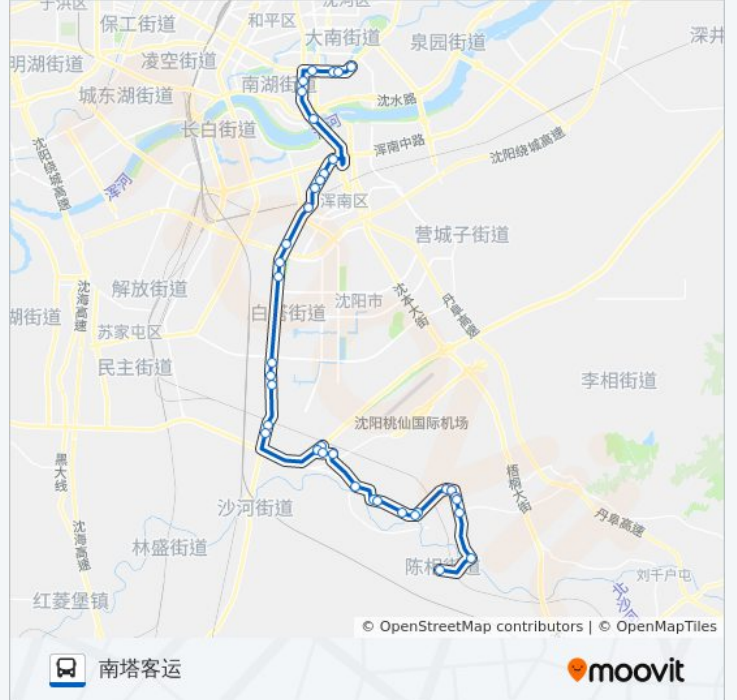 于洪区
沈河区
保工街道
和平区
大南街道
泉园街道
深井
明湖街道
凌空街道
城东湖街道
南湖街道
沈水路
长白街道
浑南中路
沈阳绕城高速
沈阳绕城高速
浑河
浑南区
营城子街道
解放街道
沈海高速
湖街道
白塔街道
沈阳市
沈本大街
丹阜高速
苏家屯区
民主街道
李相街道
沈阳桃仙国际机场
黑大线
沙河街道
梧桐大街
丹阜高速
沈海高速
林盛街道
陈相街道
刘千户屯
北沙河
红菱堡镇
© OpenStreetMap contributors | © OpenMapTiles
南塔客运
moovit